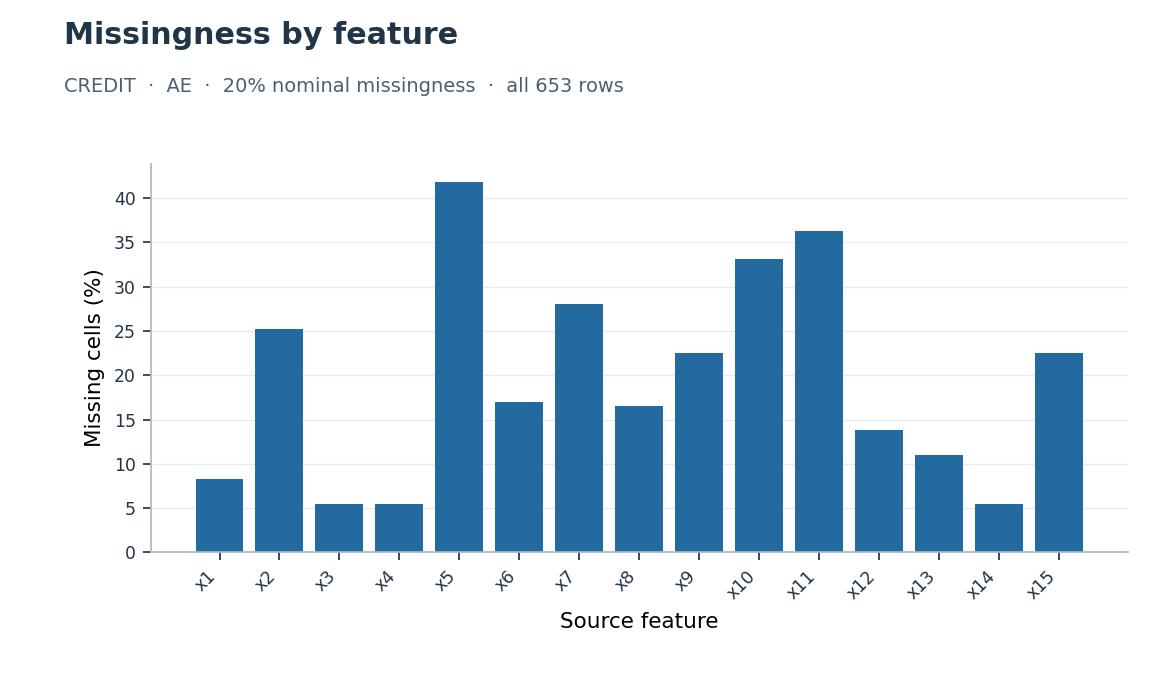 Missingness by feature
CREDIT · AE · 20% nominal missingness · all 653 rows
Missing cells (%)
40
35
30
25
20
15
10
5
0
x1 x2 x3 x4 x5 x6 x7 x8 x9 x10 x11 x12 x13 x14 x15
Source feature